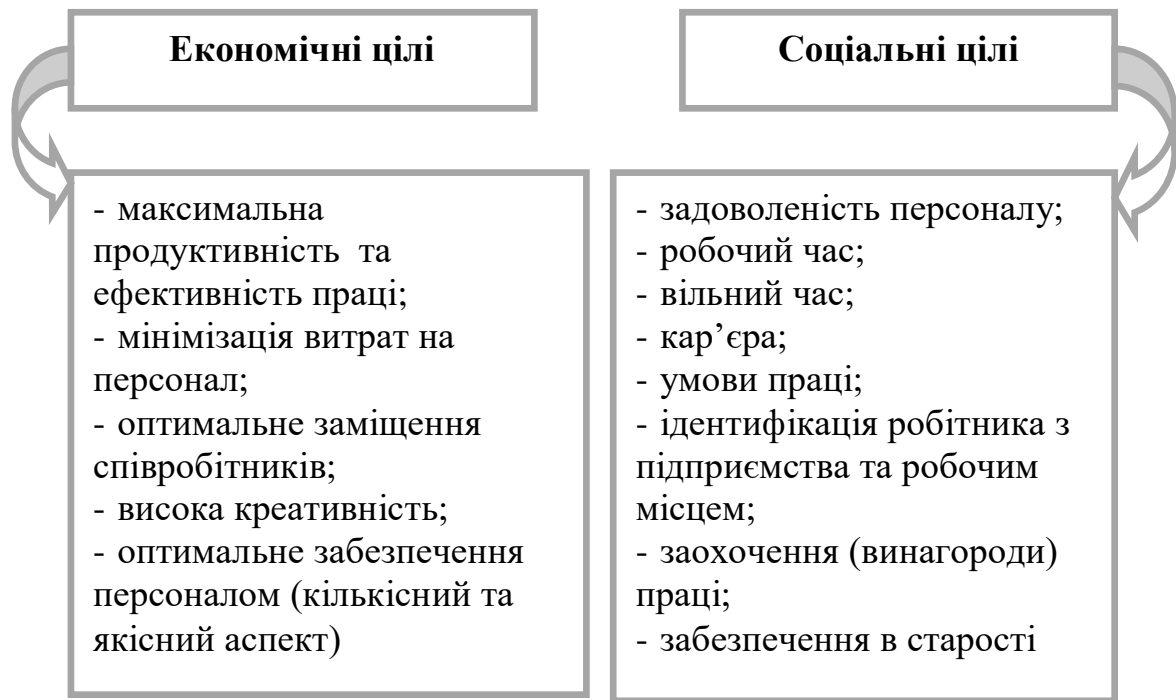 Економічні цілі
- максимальна
продуктивність та
ефективність праці;
- мінімізація витрат на
персонал;
- оптимальне заміщення
співробітників;
- висока креативність;
- оптимальне забезпечення
персоналом (кількісний та
якісний аспект)
Соціальні цілі
- задоволеність персоналу;
- робочий час;
- вільний час;
- кар’єра;
- умови праці;
- ідентифікація робітника з
підприємства та робочим
місцем;
- заохочення (винагороди)
праці;
- забезпечення в старості